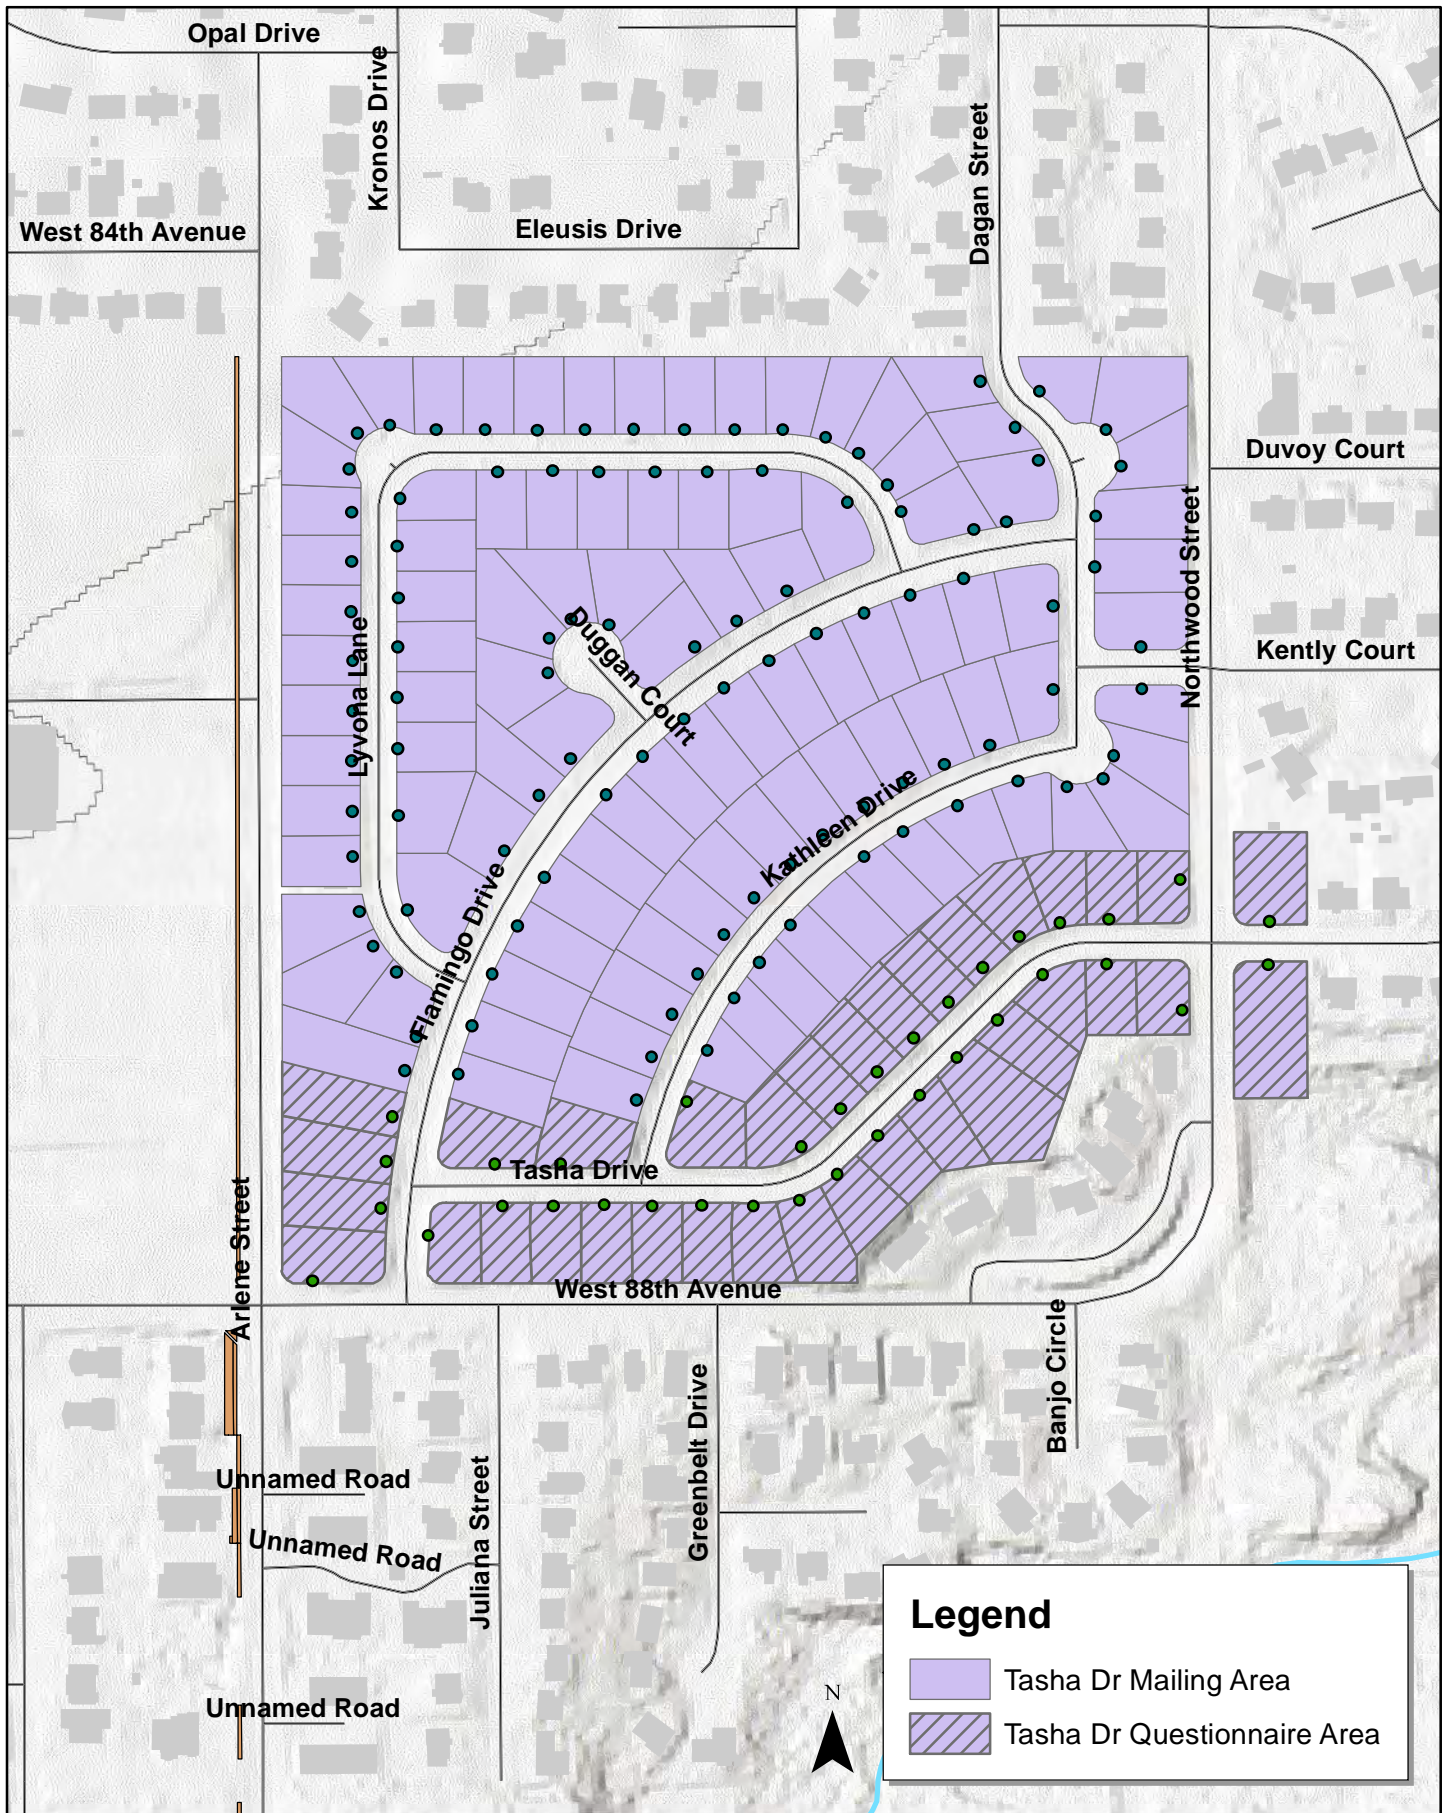 Opal Drive
Kronos Drive
Dagan Street
West 84th Avenue
Eleusis Drive
Duvoy Court
Northwood Street
Duggan Court
Lyvona Lane
Kently Court
Kathleen Drive
Flamingo Drive
Tasha Drive
Arlene Street
West 88th Avenue
Banjo Circle
Greenbelt Drive
Juliana Street
Unnamed Road
Unnamed Road
Unnamed Road
N
Legend
Tasha Dr Mailing Area
Tasha Dr Questionnaire Area